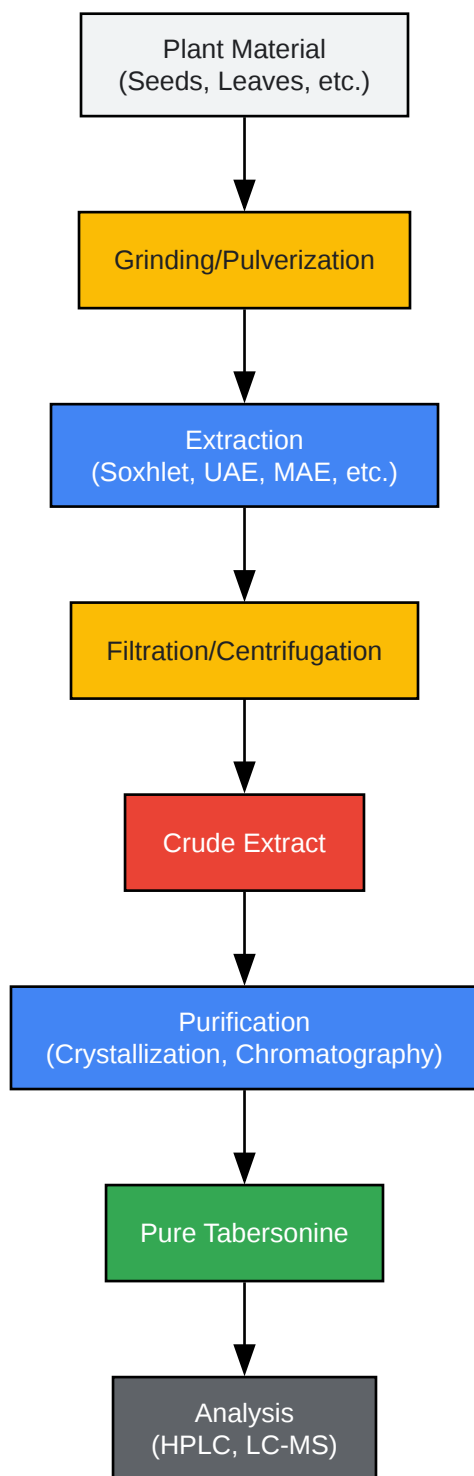 Plant Material
(Seeds, Leaves, etc.)
Grinding/Pulverization
Extraction
(Soxhlet, UAE, MAE, etc.)
Filtration/Centrifugation
Crude Extract
Purification
(Crystallization, Chromatography)
Pure Tabersonine
Analysis
(HPLC, LC-MS)